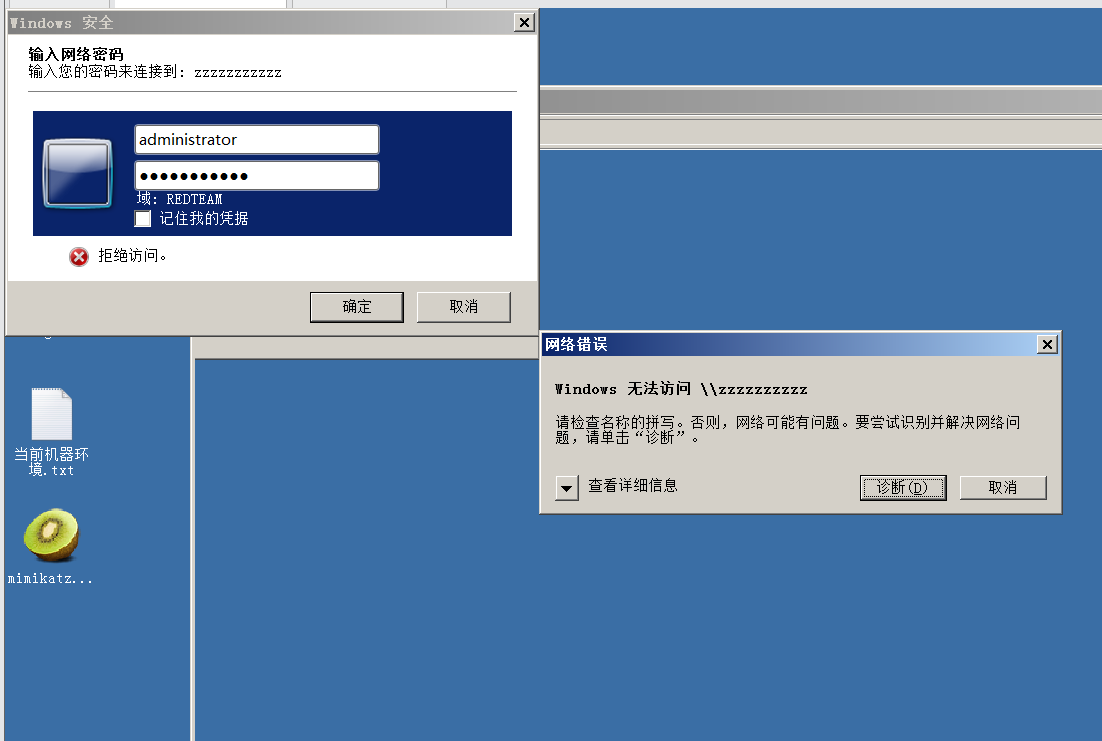 Windows 安全
输入网络密码
输入您的密码来连接到: zzzzzzzzzzz
administrator
域: REDTEAM
记住我的凭据
拒绝访问。
确定
取消
网络错误
Windows 无法访问 \\zzzzzzzzzz
请检查名称的拼写。否则，网络可能有问题。要尝试识别并解决网络问
题，请单击“诊断”。
查看详细信息
诊断(D)
取消
当前机器环
境.txt
mimikatz...